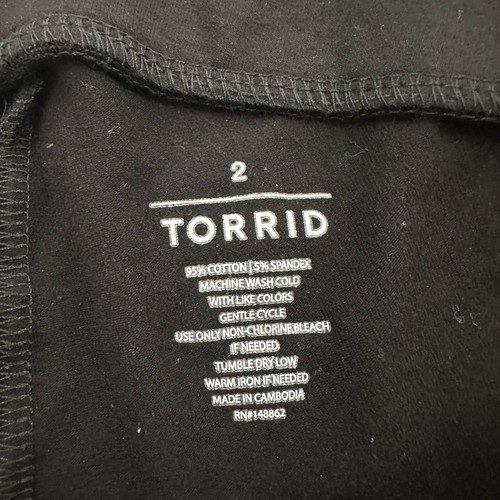 2
TORRID
95% COTTON | 5% SPANDEX
MACHINE WASH COLD
WITH LIKE COLORS
GENTLE CYCLE
USE ONLY NON-CHLORINE BLEACH
IF NEEDED
TUMBLE DRY LOW
WARM IRON IF NEEDED
MADE IN CAMBODIA
RN#148862